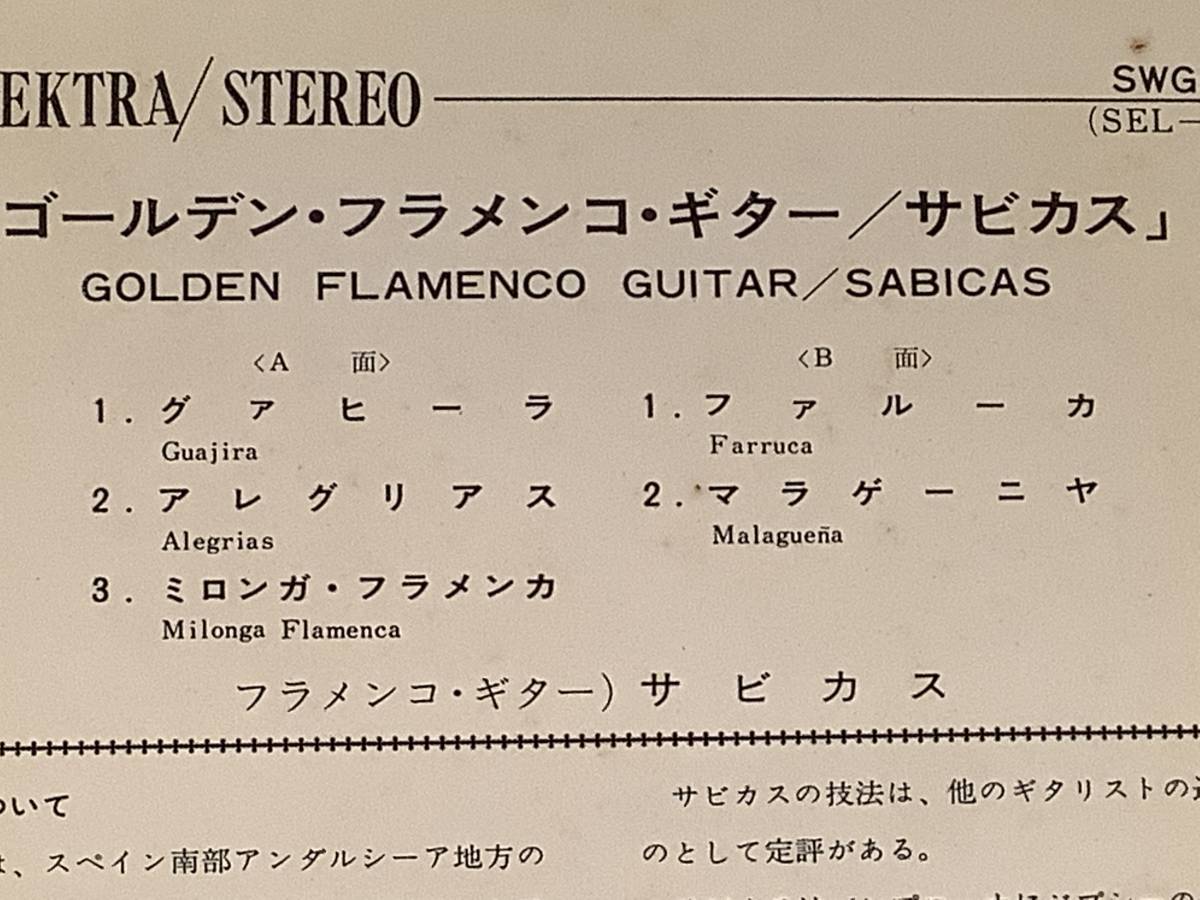 EKTRA/STEREO
SWG
(SEL—
ゴールデン・フラメンコ・ギター/サビカス」
GOLDEN FLAMENCO GUITAR/SABICAS
〈A 面〉
1. グァヒーラ
Guajira
2. アレグリアス
Alegrias
3. ミロンガ・フラメンカ
Milonga Flamenca
〈B 面〉
1. ファルーカ
Farruca
2. マラゲーニヤ
Malagueña
フラメンコ・ギター) サビカス
ついて
は、スペイン南部アンダルシーア地方の
サビカスの技法は、他のギタリストの
のとして定評がある。